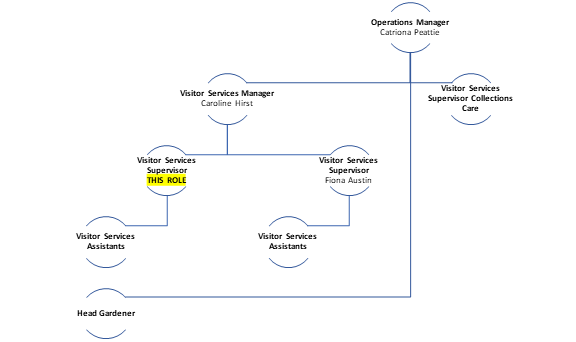 Operations Manager
Catriona Peattie
Visitor Services Manager
Caroline Hirst
Visitor Services
Supervisor Collections
Care
Visitor Services
Supervisor
THIS ROLE
Visitor Services
Supervisor
Fiona Austin
Visitor Services
Assistants
Visitor Services
Assistants
Head Gardener